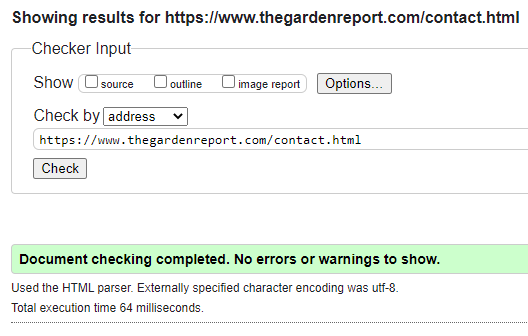 Showing results for https://www.thegardenreport.com/contact.html
Checker Input
Show source outline image report Options...
Check by address
https://www.thegardenreport.com/contact.html
Check
Document checking completed. No errors or warnings to show.
Used the HTML parser. Externally specified character encoding was utf-8.
Total execution time 64 milliseconds.